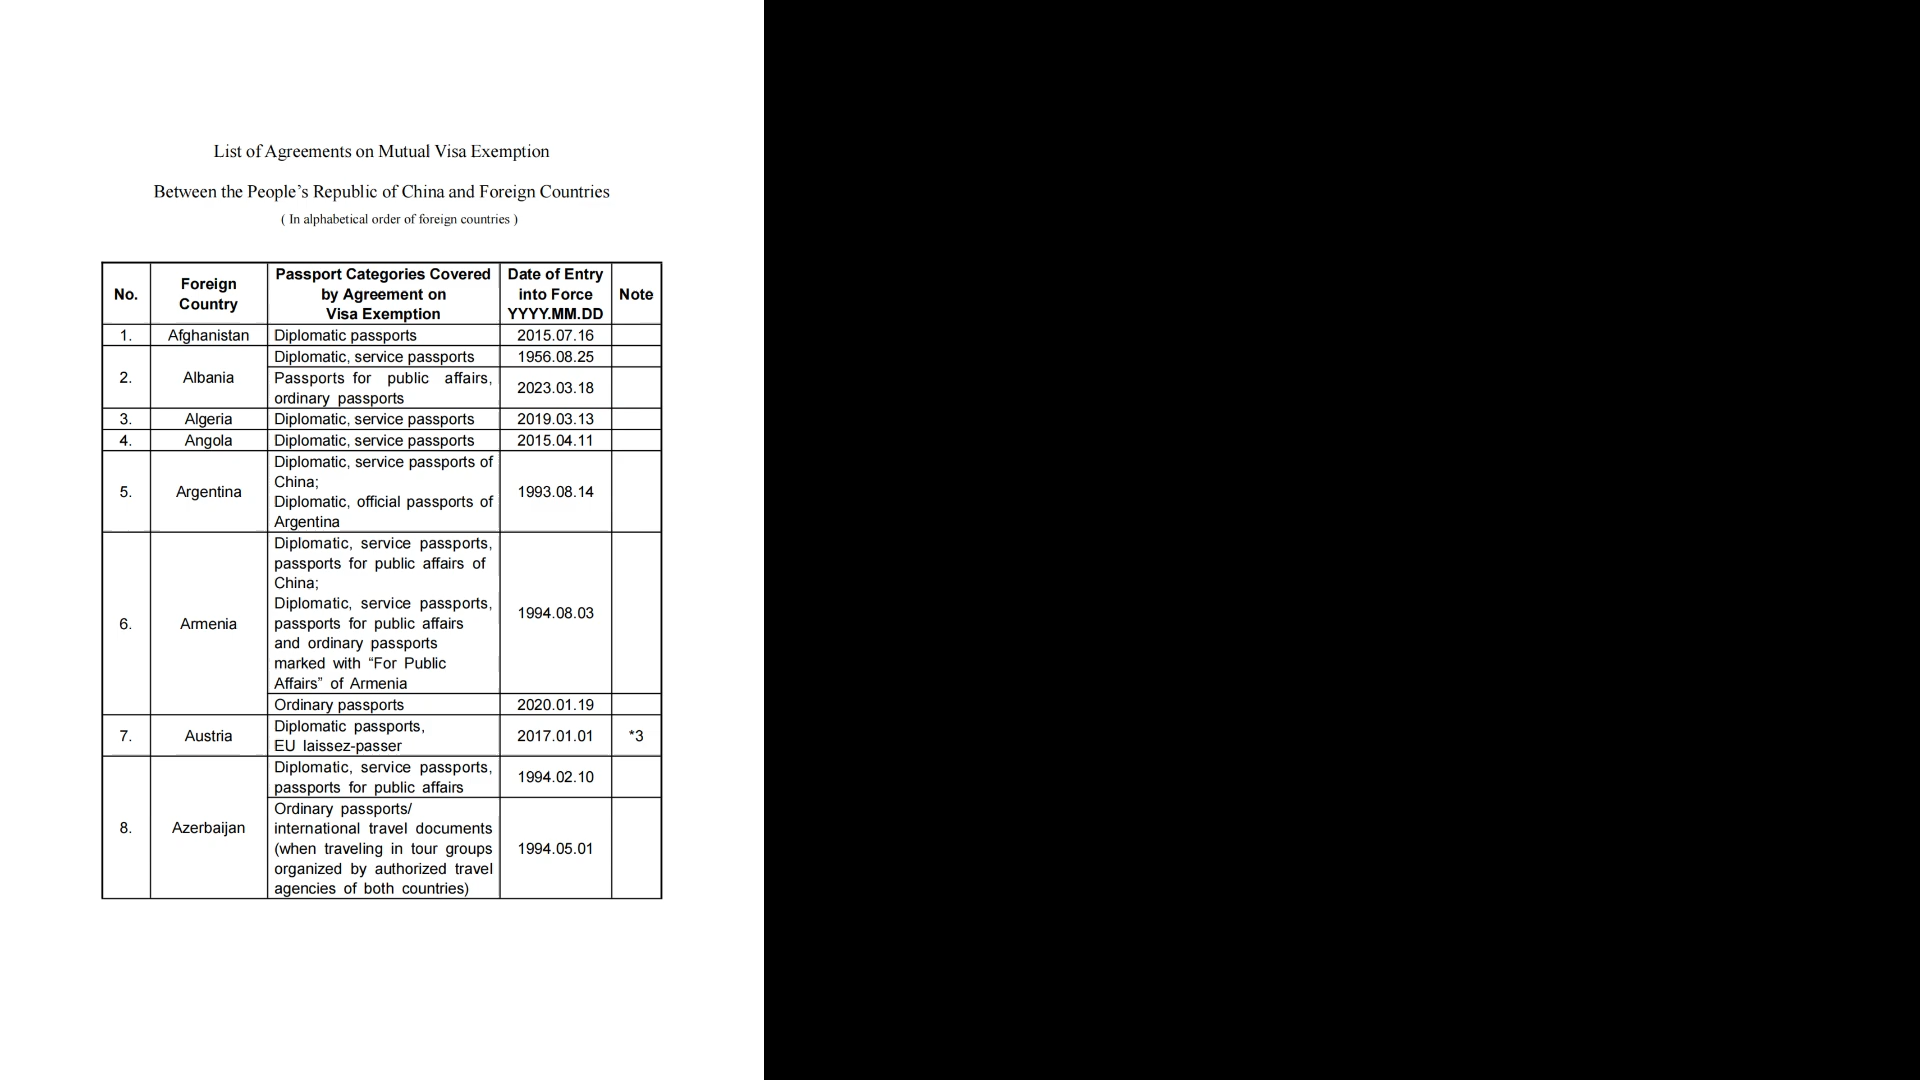 List of Agreements on Mutual Visa Exemption
Between the People’s Republic of China and Foreign Countries
( In alphabetical order of foreign countries )
No. Foreign Country Passport Categories Covered by Agreement on Visa Exemption Date of Entry into Force YYYY.MM.DD Note
1. Afghanistan Diplomatic passports 2015.07.16
2. Albania
Diplomatic, service passports 1956.08.25
Passports for public affairs,
ordinary passports
2023.03.18
3. Algeria Diplomatic, service passports 2019.03.13
4. Angola Diplomatic, service passports 2015.04.11
5. Argentina
Diplomatic, service passports of
China;
Diplomatic, official passports of
Argentina
1993.08.14
6. Armenia
Diplomatic, service passports,
passports for public affairs of
China;
Diplomatic, service passports,
passports for public affairs
and ordinary passports
marked with “For Public
Affairs” of Armenia
1994.08.03
Ordinary passports 2020.01.19
7. Austria
Diplomatic passports,
EU laissez-passer
2017.01.01 *3
8. Azerbaijan
Diplomatic, service passports,
passports for public affairs
1994.02.10
Ordinary passports/
international travel documents
(when traveling in tour groups
organized by authorized travel
agencies of both countries)
1994.05.01